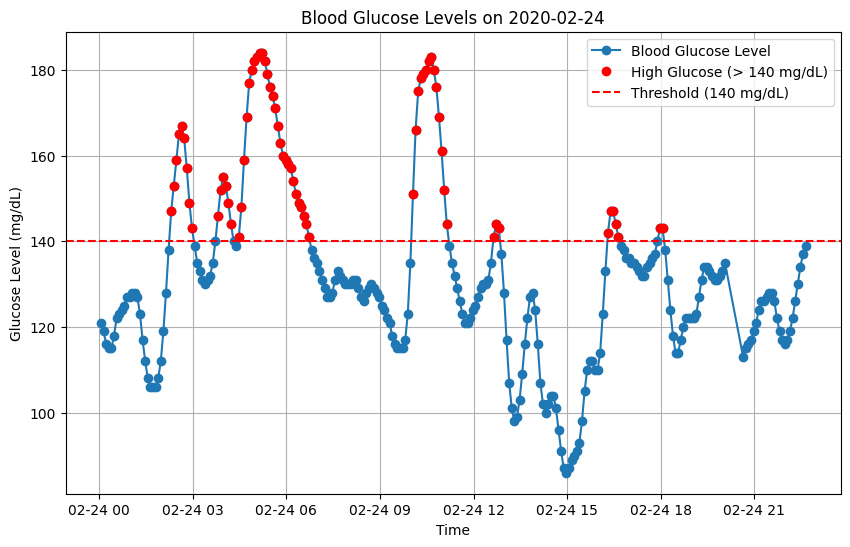 Blood Glucose Levels on 2020-02-24
Blood Glucose Level
High Glucose (> 140 mg/dL)
Threshold (140 mg/dL)
Glucose Level (mg/dL)
180
160
140
120
100
02-24 00 02-24 03 02-24 06 02-24 09 02-24 12 02-24 15 02-24 18 02-24 21
Time